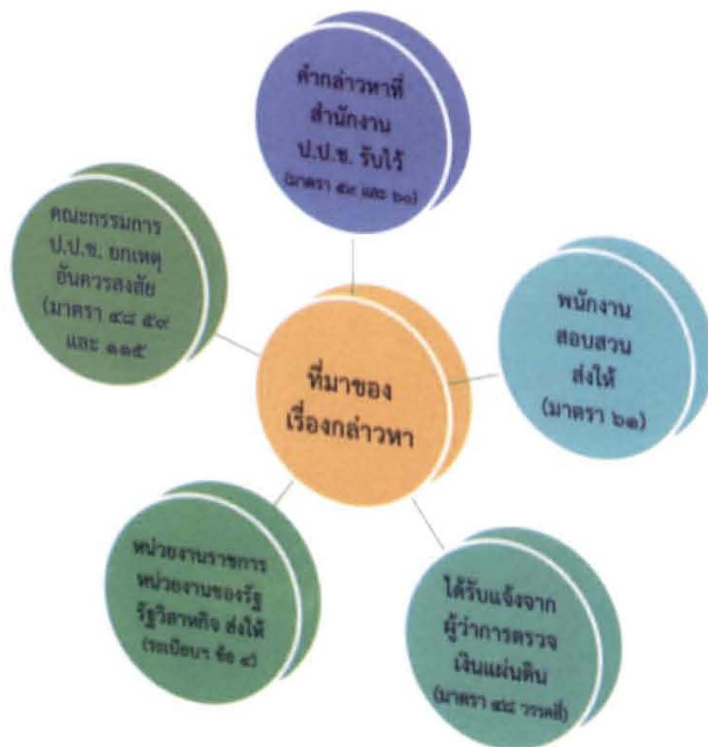 คำกล่าวหาที่
สำนักงาน
ป.ป.ช. รับไว้
(มาตรา ๕๙ และ ๖๐)
คณะกรรมการ
ป.ป.ช. ยกเหตุ
อันควรสงสัย
(มาตรา ๔๘ ๕๙
และ ๑๑๕
พนักงาน
สอบสวน
ส่งให้
(มาตรา ๖๑)
ที่มาของ
เรื่องกล่าวหา
หน่วยงานราชการ
หน่วยงานของรัฐ
รัฐวิสาหกิจ ส่งให้
(ระเบียบฯ ข้อ ๔)
ได้รับแจ้งจาก
ผู้ว่าการตรวจ
เงินแผ่นดิน
(มาตรา ๔๘ วรรคสี่)